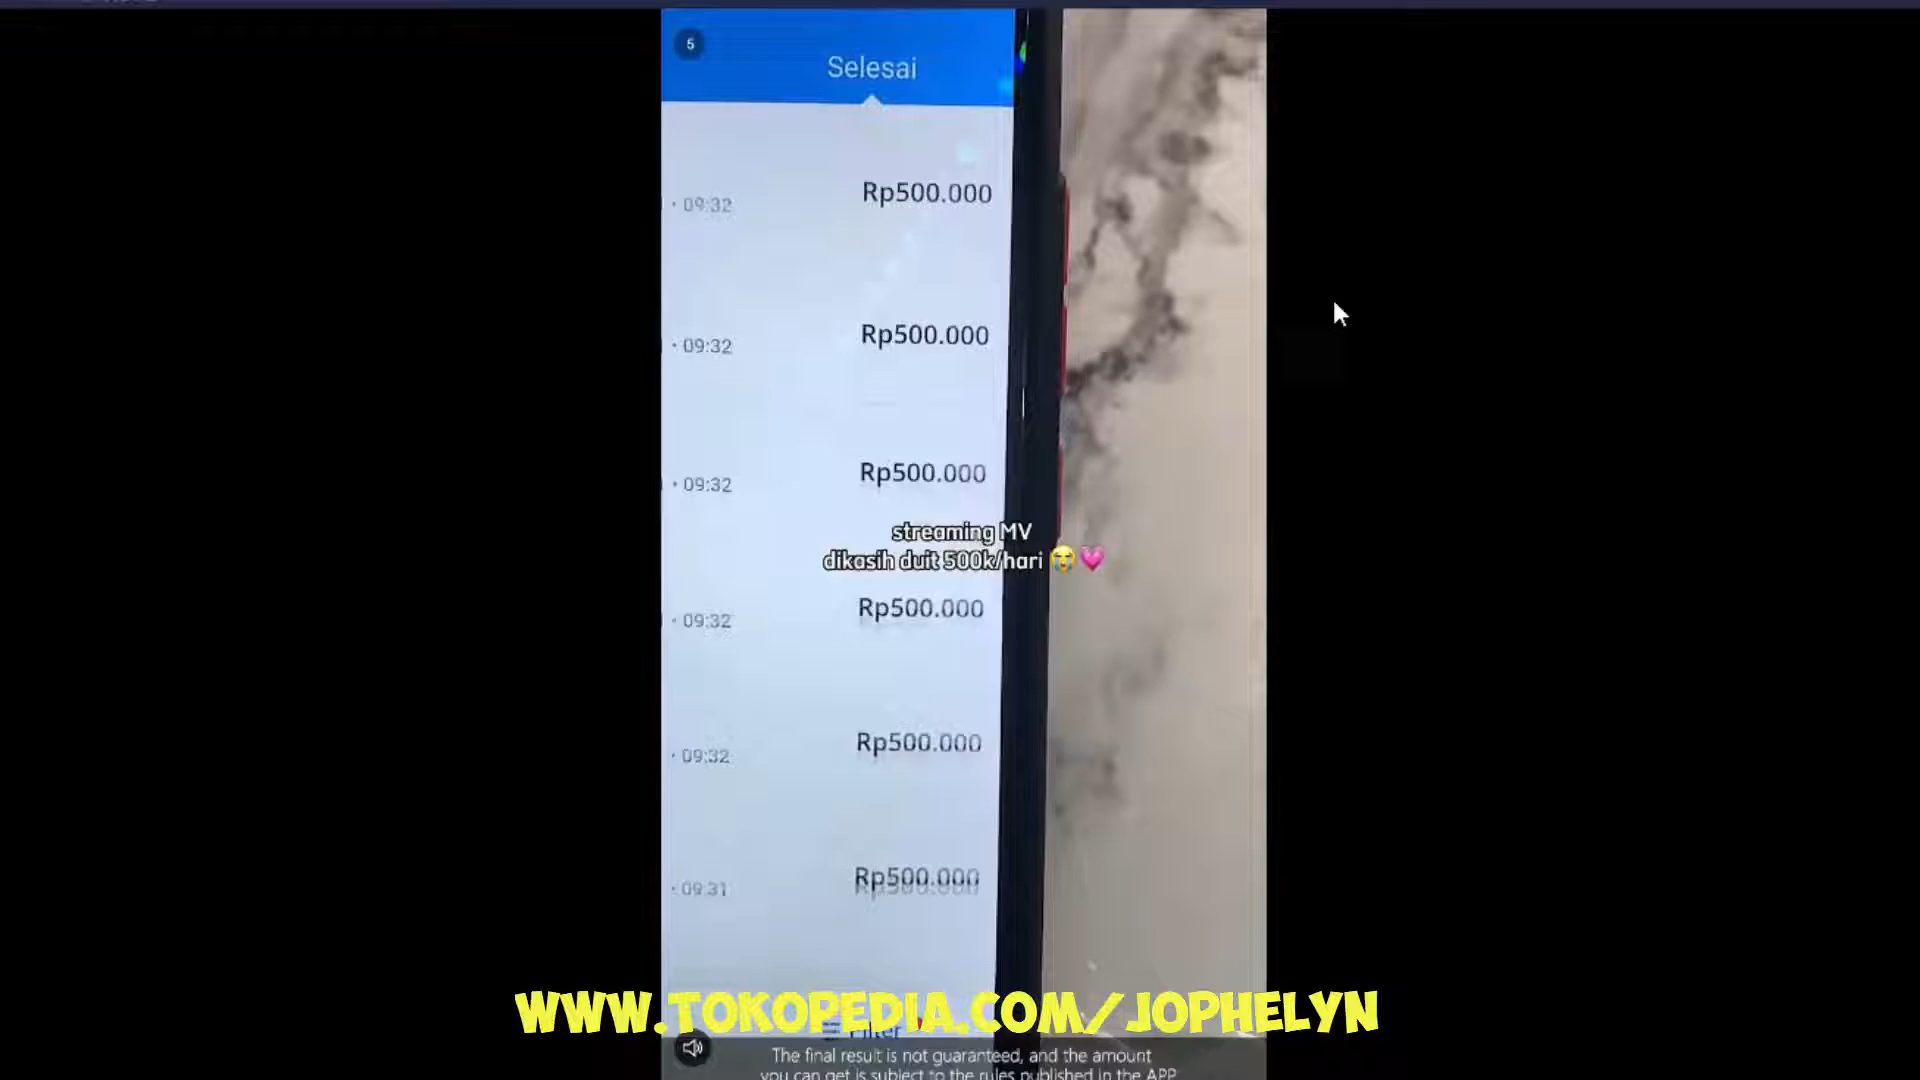 5
Selesai
Rp500.000
• 09:32
Rp500.000
• 09:32
Rp500.000
• 09:32
streaming MV
dikasih duit 500k/hari 😭💗
Rp500.000
• 09:32
Rp500.000
• 09:32
Rp500.000
• 09:31
WWW.TOKOPEDIA.COM/JOPHELYN
Filter
The final result is not guaranteed, and the amount
you can get is subject to the rules published in the APP